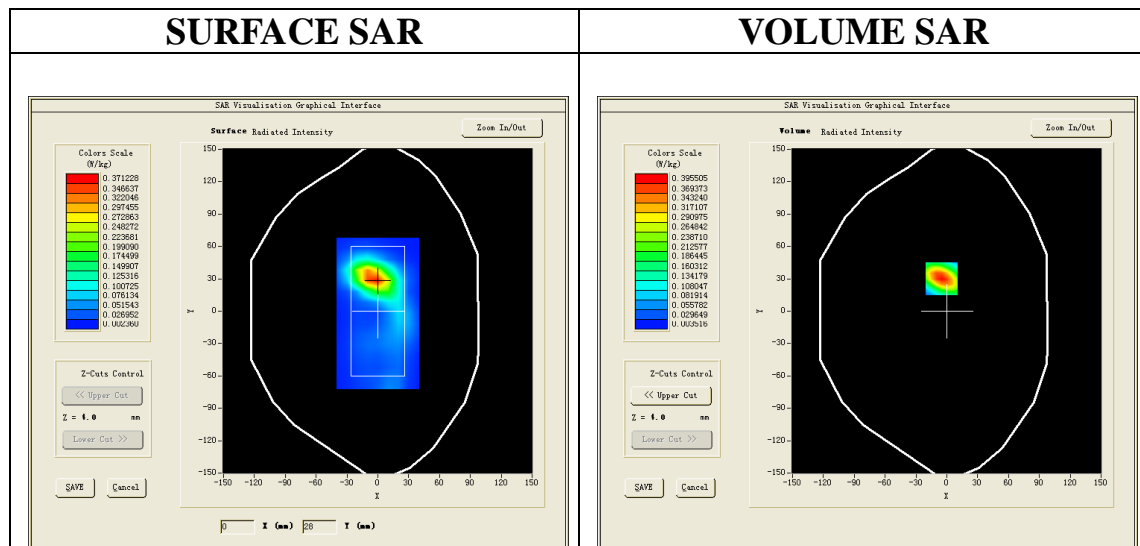 SURFACE SAR
VOLUME SAR
SAR Visualisation Graphical Interface
Surface Radiated Intensity
Zoom In/Out
Colors Scale
(W/kg)
0.371228
0.346637
0.322046
0.297455
0.272863
0.248272
0.223681
0.199090
0.174499
0.149907
0.125316
0.100725
0.076134
0.051543
0.026952
0.002360
150
120
90
60
30
0
-30
-60
-90
-120
-150
Y
-150 -120 -90 -60 -30 0 30 60 90 120 150
X
Z-Cuts Control
<< Upper Cut
Z = 4.0 mm
Lower Cut >>
SAVE Cancel
0 X (mm) 28 Y (mm)
SAR Visualisation Graphical Interface
Volume Radiated Intensity
Zoom In/Out
Colors Scale
(W/kg)
0.395505
0.369373
0.343240
0.317107
0.290975
0.264842
0.238710
0.212577
0.186445
0.160312
0.134179
0.108047
0.081914
0.055782
0.029649
0.003516
150
120
90
60
30
0
-30
-60
-90
-120
-150
Y
-150 -120 -90 -60 -30 0 30 60 90 120 150
X
Z-Cuts Control
<< Upper Cut
Z = 4.0 mm
Lower Cut >>
SAVE Cancel